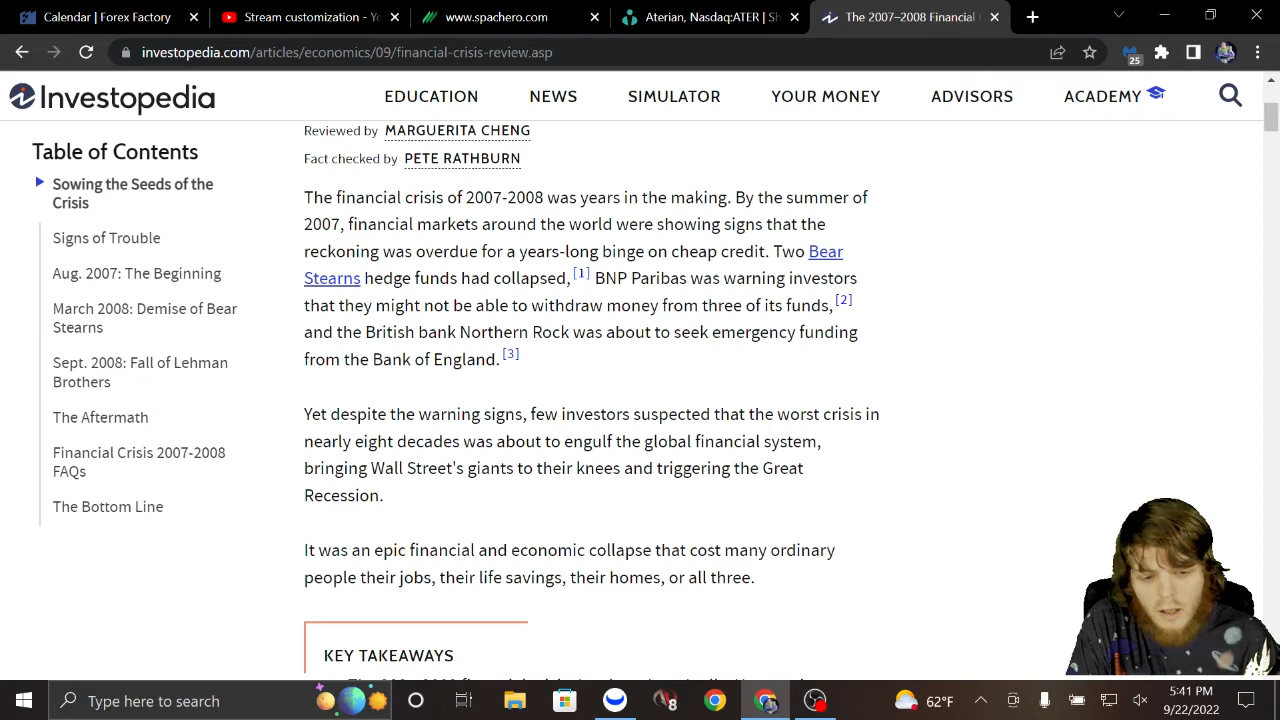 Calendar | Forex Factory
Stream customization - Yo
www.spachero.com
Aterian, Nasdaq:ATER | Sh
The 2007–2008 Financial
investopedia.com/articles/economics/09/financial-crisis-review.asp
25
Investopedia
EDUCATION
NEWS
SIMULATOR
YOUR MONEY
ADVISORS
ACADEMY
Reviewed by MARGUERITA CHENG
Fact checked by PETE RATHBURN
Table of Contents
Sowing the Seeds of the
Crisis
Signs of Trouble
Aug. 2007: The Beginning
March 2008: Demise of Bear
Stearns
Sept. 2008: Fall of Lehman
Brothers
The Aftermath
Financial Crisis 2007-2008
FAQs
The Bottom Line
The financial crisis of 2007-2008 was years in the making. By the summer of
2007, financial markets around the world were showing signs that the
reckoning was overdue for a years-long binge on cheap credit. Two Bear
Stearns hedge funds had collapsed,[1] BNP Paribas was warning investors
that they might not be able to withdraw money from three of its funds,[2]
and the British bank Northern Rock was about to seek emergency funding
from the Bank of England.[3]
Yet despite the warning signs, few investors suspected that the worst crisis in
nearly eight decades was about to engulf the global financial system,
bringing Wall Street's giants to their knees and triggering the Great
Recession.
It was an epic financial and economic collapse that cost many ordinary
people their jobs, their life savings, their homes, or all three.
KEY TAKEAWAYS
Type here to search
8
62°F
5:41 PM
9/22/2022